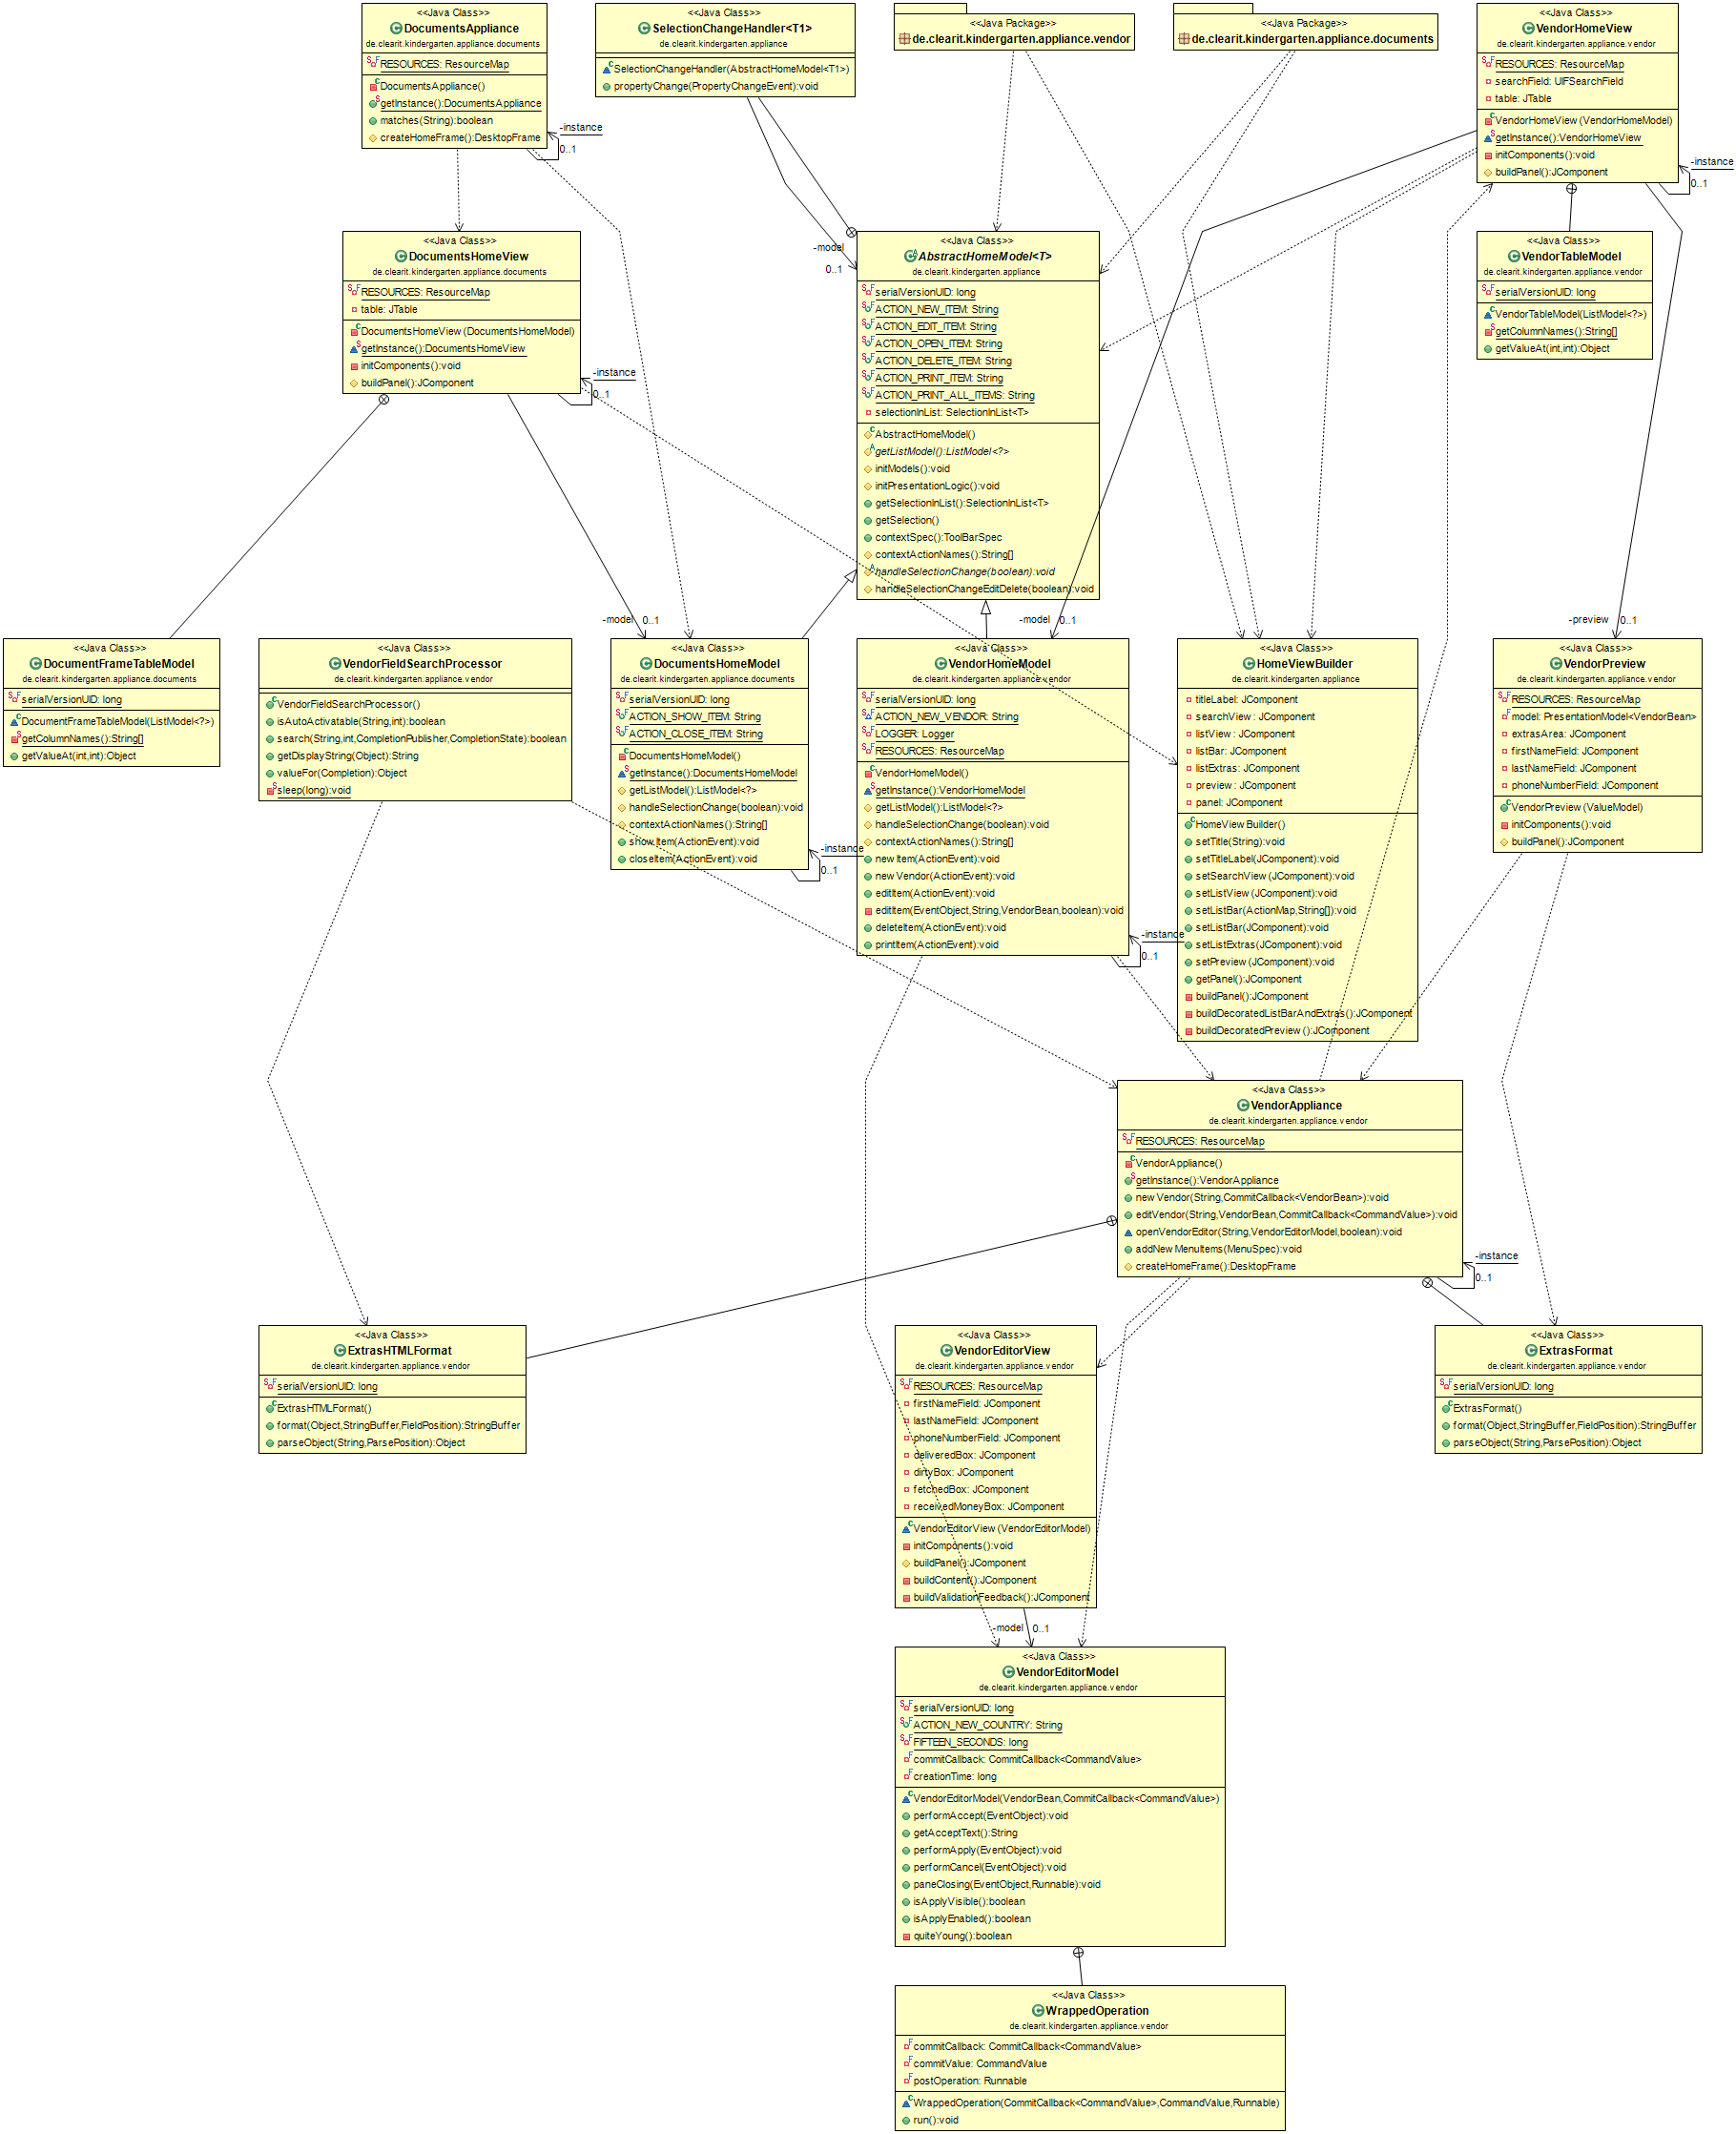 <<Java Class>>
DocumentsAppliance
de.clearit.kindergarten.appliance.documents
RESOURCES: ResourceMap
DocumentsAppliance()
getInstance():DocumentsAppliance
matches(String):boolean
createHomeFrame():DesktopFrame
-instance
0..1
<<Java Class>>
SelectionChangeHandler<T1>
de.clearit.kindergarten.appliance
SelectionChangeHandler(AbstractHomeModel<T1>)
propertyChange(PropertyChangeEvent):void
<<Java Package>>
de.clearit.kindergarten.appliance.vendor
<<Java Package>>
de.clearit.kindergarten.appliance.documents
<<Java Class>>
VendorHomeView
de.clearit.kindergarten.appliance.vendor
RESOURCES: ResourceMap
searchField: UIFSearchField
table: JTable
VendorHomeView(VendorHomeModel)
getInstance():VendorHomeView
initComponents():void
buildPanel():JComponent
-instance
0..1
<<Java Class>>
DocumentsHomeView
de.clearit.kindergarten.appliance.documents
RESOURCES: ResourceMap
table: JTable
DocumentsHomeView(DocumentsHomeModel)
getInstance():DocumentsHomeView
initComponents():void
buildPanel():JComponent
-instance
0..1
-model
0..1
<<Java Class>>
AbstractHomeModel<T>
de.clearit.kindergarten.appliance
serialVersionUID: long
ACTION_NEW_ITEM: String
ACTION_EDIT_ITEM: String
ACTION_OPEN_ITEM: String
ACTION_DELETE_ITEM: String
ACTION_PRINT_ITEM: String
ACTION_PRINT_ALL_ITEMS: String
selectionInList: SelectionInList<T>
AbstractHomeModel()
getListModel():ListModel<?>
initModels():void
initPresentationLogic():void
getSelectionInList():SelectionInList<T>
getSelection()
contextSpec():ToolBarSpec
contextActionNames():String[]
handleSelectionChange(boolean):void
handleSelectionChangeEditDelete(boolean):void
<<Java Class>>
VendorTableModel
de.clearit.kindergarten.appliance.vendor
serialVersionUID: long
VendorTableModel(ListModel<?>)
getColumnNames():String[]
getValueAt(int,int):Object
-model 0..1
-model 0..1
-preview 0..1
<<Java Class>>
DocumentFrameTableModel
de.clearit.kindergarten.appliance.documents
serialVersionUID: long
DocumentFrameTableModel(ListModel<?>)
getColumnNames():String[]
getValueAt(int,int):Object
<<Java Class>>
VendorFieldSearchProcessor
de.clearit.kindergarten.appliance.vendor
VendorFieldSearchProcessor()
isAutoActivatable(String,int):boolean
search(String,int,CompletionPublisher,CompletionState):boolean
getDisplayString(Object):String
valueFor(Completion):Object
sleep(long):void
<<Java Class>>
DocumentsHomeModel
de.clearit.kindergarten.appliance.documents
serialVersionUID: long
ACTION_SHOW_ITEM: String
ACTION_CLOSE_ITEM: String
DocumentsHomeModel()
getInstance():DocumentsHomeModel
getListModel():ListModel<?>
handleSelectionChange(boolean):void
contextActionNames():String[]
showItem(ActionEvent):void
closeItem(ActionEvent):void
-instance
0..1
<<Java Class>>
VendorHomeModel
de.clearit.kindergarten.appliance.vendor
serialVersionUID: long
ACTION_NEW_VENDOR: String
LOGGER: Logger
RESOURCES: ResourceMap
VendorHomeModel()
getInstance():VendorHomeModel
getListModel():ListModel<?>
handleSelectionChange(boolean):void
contextActionNames():String[]
newItem(ActionEvent):void
newVendor(ActionEvent):void
editItem(ActionEvent):void
editItem(EventObject,String,VendorBean,boolean):void
deleteItem(ActionEvent):void
printItem(ActionEvent):void
-instance
0..1
<<Java Class>>
HomeViewBuilder
de.clearit.kindergarten.appliance
titleLabel: JComponent
searchView: JComponent
listView: JComponent
listBar: JComponent
listExtras: JComponent
preview: JComponent
panel: JComponent
HomeViewBuilder()
setTitle(String):void
setTitleLabel(JComponent):void
setSearchView(JComponent):void
setListView(JComponent):void
setListBar(ActionMap,String[]):void
setListBar(JComponent):void
setListExtras(JComponent):void
setPreview(JComponent):void
getPanel():JComponent
buildPanel():JComponent
buildDecoratedListBarAndExtras():JComponent
buildDecoratedPreview():JComponent
<<Java Class>>
VendorPreview
de.clearit.kindergarten.appliance.vendor
RESOURCES: ResourceMap
model: PresentationModel<VendorBean>
extrasArea: JComponent
firstNameField: JComponent
lastNameField: JComponent
phoneNumberField: JComponent
VendorPreview(ValueModel)
initComponents():void
buildPanel():JComponent
<<Java Class>>
VendorAppliance
de.clearit.kindergarten.appliance.vendor
RESOURCES: ResourceMap
VendorAppliance()
getInstance():VendorAppliance
newVendor(String,CommitCallback<VendorBean>):void
editVendor(String,VendorBean,CommitCallback<CommandValue>):void
openVendorEditor(String,VendorEditorModel,boolean):void
addNewMenuItems(MenuSpec):void
createHomeFrame():DesktopFrame
-instance
0..1
<<Java Class>>
ExtrasHTMLFormat
de.clearit.kindergarten.appliance.vendor
serialVersionUID: long
ExtrasHTMLFormat()
format(Object,StringBuffer,FieldPosition):StringBuffer
parseObject(String,ParsePosition):Object
<<Java Class>>
VendorEditorView
de.clearit.kindergarten.appliance.vendor
RESOURCES: ResourceMap
firstNameField: JComponent
lastNameField: JComponent
phoneNumberField: JComponent
deliveredBox: JComponent
dirtyBox: JComponent
fetchedBox: JComponent
receivedMoneyBox: JComponent
VendorEditorView(VendorEditorModel)
initComponents():void
buildPanel():JComponent
buildContent():JComponent
buildValidationFeedback():JComponent
<<Java Class>>
ExtrasFormat
de.clearit.kindergarten.appliance.vendor
serialVersionUID: long
ExtrasFormat()
format(Object,StringBuffer,FieldPosition):StringBuffer
parseObject(String,ParsePosition):Object
-model 0..1
<<Java Class>>
VendorEditorModel
de.clearit.kindergarten.appliance.vendor
serialVersionUID: long
ACTION_NEW_COUNTRY: String
FIFTEEN_SECONDS: long
commitCallback: CommitCallback<CommandValue>
creationTime: long
VendorEditorModel(VendorBean,CommitCallback<CommandValue>)
performAccept(EventObject):void
getAcceptText():String
performApply(EventObject):void
performCancel(EventObject):void
paneClosing(EventObject,Runnable):void
isApplyVisible():boolean
isApplyEnabled():boolean
quiteYoung():boolean
<<Java Class>>
WrappedOperation
de.clearit.kindergarten.appliance.vendor
commitCallback: CommitCallback<CommandValue>
commitValue: CommandValue
postOperation: Runnable
WrappedOperation(CommitCallback<CommandValue>,CommandValue,Runnable)
run():void